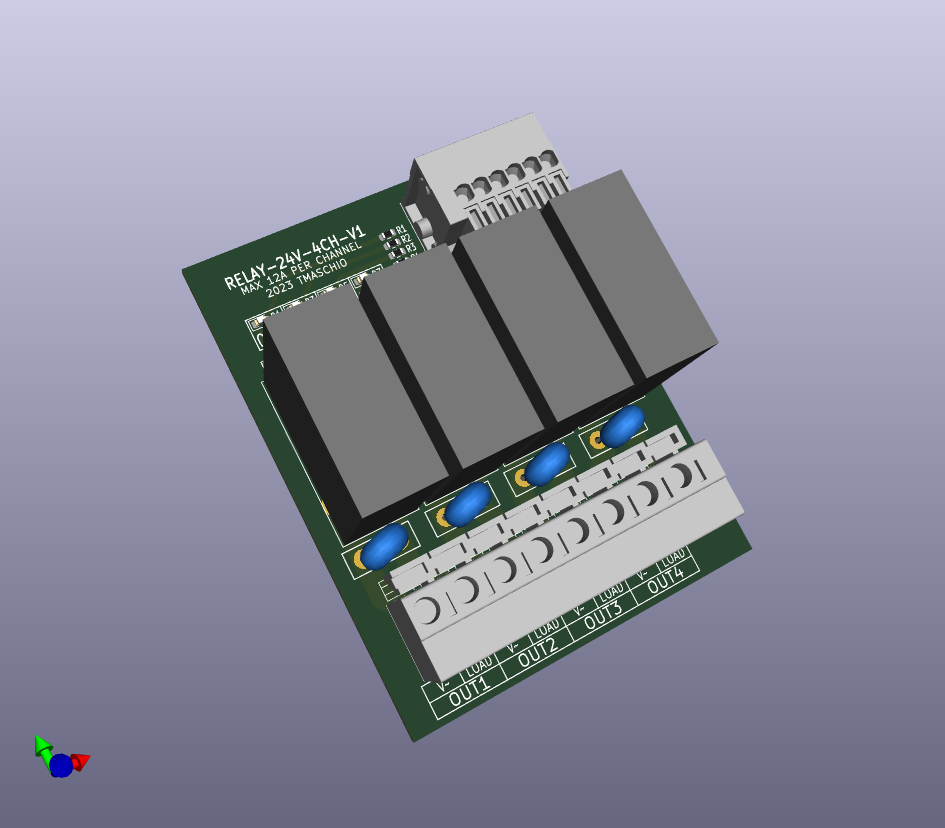 RELAY-24V-4CH-V1
MAX 12A PER CHANNEL
2023 TMASCHIO
R1
R2
R3
V~ LOAD V~ LOAD V~ LOAD V~ LOAD
OUT1 OUT2 OUT3 OUT4